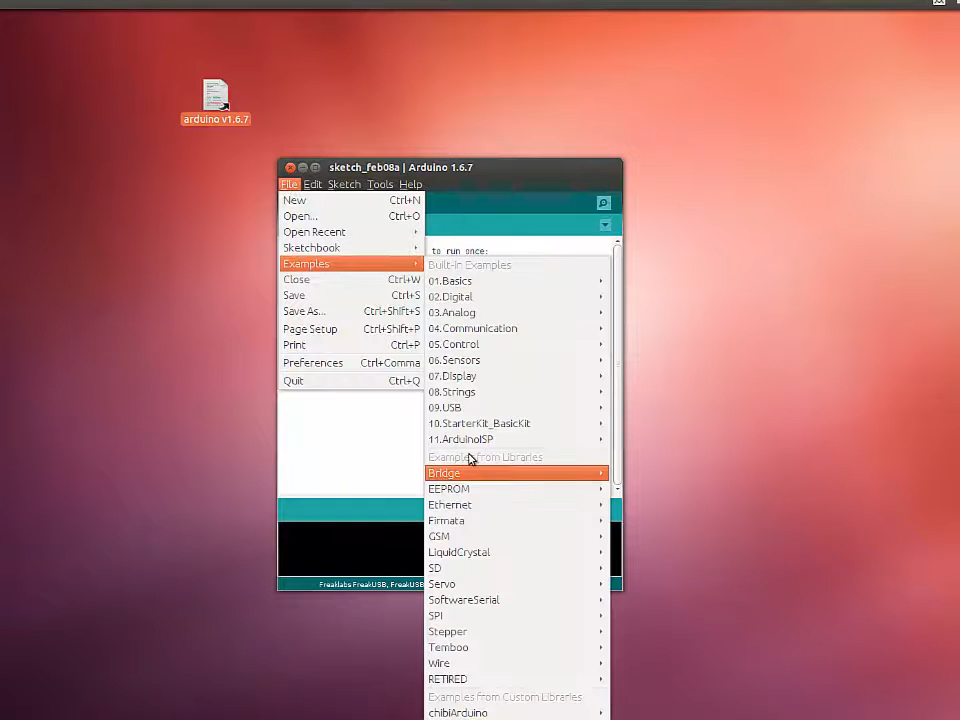 arduino v1.6.7
sketch_feb08a | Arduino 1.6.7
File Edit Sketch Tools Help
New Ctrl+N
Open... Ctrl+O
Open Recent
Sketchbook
Examples
Close Ctrl+W
Save Ctrl+S
Save As... Ctrl+Shift+S
Page Setup Ctrl+Shift+P
Print Ctrl+P
Preferences Ctrl+Comma
Quit Ctrl+Q
to run once:
Built-in Examples
01.Basics
02.Digital
03.Analog
04.Communication
05.Control
06.Sensors
07.Display
08.Strings
09.USB
10.StarterKit_BasicKit
11.ArduinoISP
Examples from Libraries
Bridge
EEPROM
Ethernet
Firmata
GSM
LiquidCrystal
SD
Servo
SoftwareSerial
SPI
Stepper
Temboo
Wire
RETIRED
Examples from Custom Libraries
chibiArduino
Freaklabs FreakUSB, FreakUSB